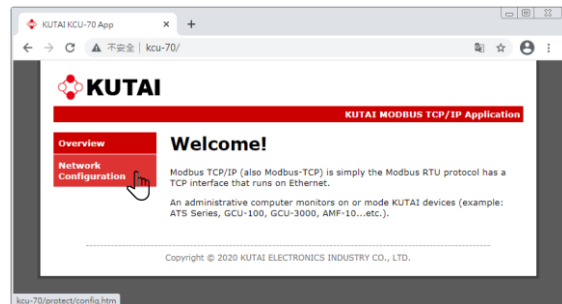 KUTAI KCU-70 App
不安全 | kcu-70/
KUTAI
KUTAI MODBUS TCP/IP Application
Overview
Network
Configuration
Welcome!
Modbus TCP/IP (also Modbus-TCP) is simply the Modbus RTU protocol has a
TCP interface that runs on Ethernet.
An administrative computer monitors on or mode KUTAI devices (example:
ATS Series, GCU-100, GCU-3000, AMF-10...etc.).
Copyright © 2020 KUTAI ELECTRONICS INDUSTRY CO., LTD.
kcu-70/protect/config.htm